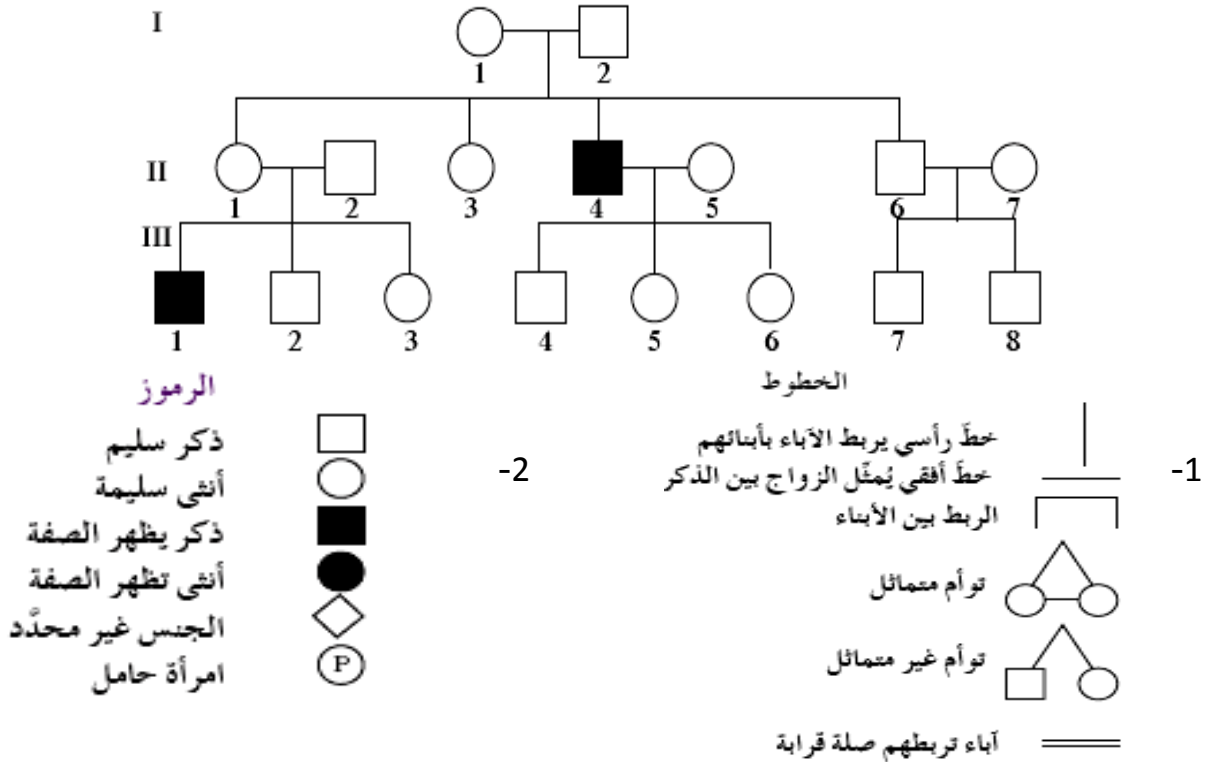 I
1 2
II
1 2 3 4 5 6 7
III
1 2 3 4 5 6 7 8
الخطوط
-1
خطّ رأسي يربط الآباء بأبنائهم
خطّ أفقي يُمثّل الزواج بين الذكر
الربط بين الأبناء
توأم متماثل
توأم غير متماثل
آباء تربطهم صلة قرابة
الرموز
-2
ذكر سليم
أنثى سليمة
ذكر يظهر الصفة
أنثى تظهر الصفة
الجنس غير محدَّد
امرأة حامل
P